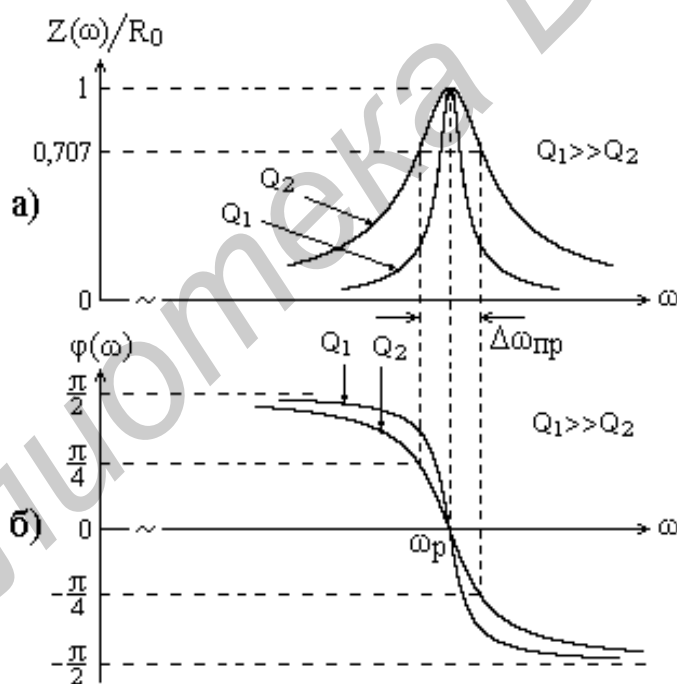 Z(ω)/R₀
1
0,707
Q₁>>Q₂
Q₂
а)
Q₁
0
~
ω
Δωпр
φ(ω)
Q₁
Q₂
π/2
Q₁>>Q₂
π/4
б)
0
~
ω
ωр
-π/4
-π/2